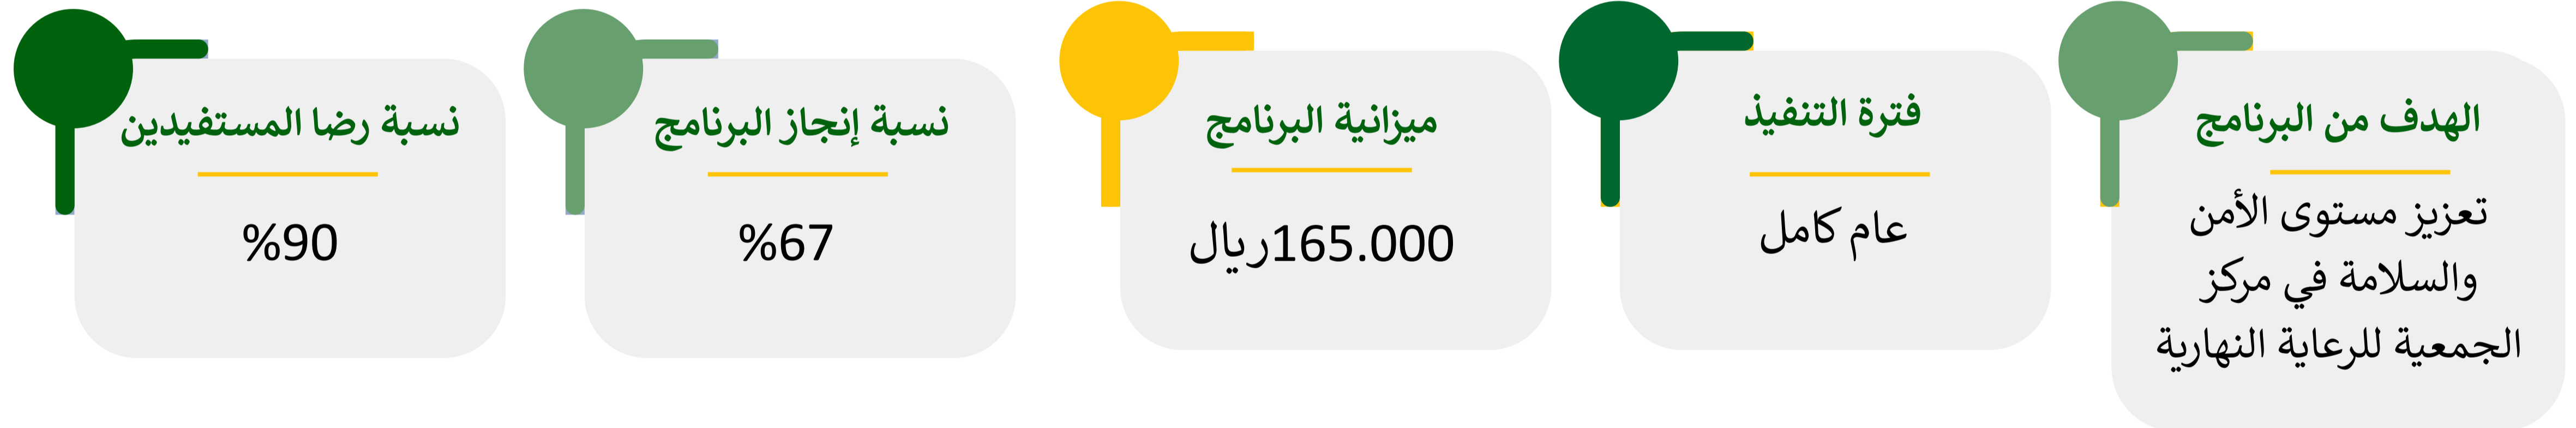 الهدف من البرنامج
تعزيز مستوى الأمن
والسلامة في مركز
الجمعية للرعاية النهارية
فترة التنفيذ
عام كامل
ميزانية البرنامج
165.000ريال
نسبة إنجاز البرنامج
%67
نسبة رضا المستفيدين
%90